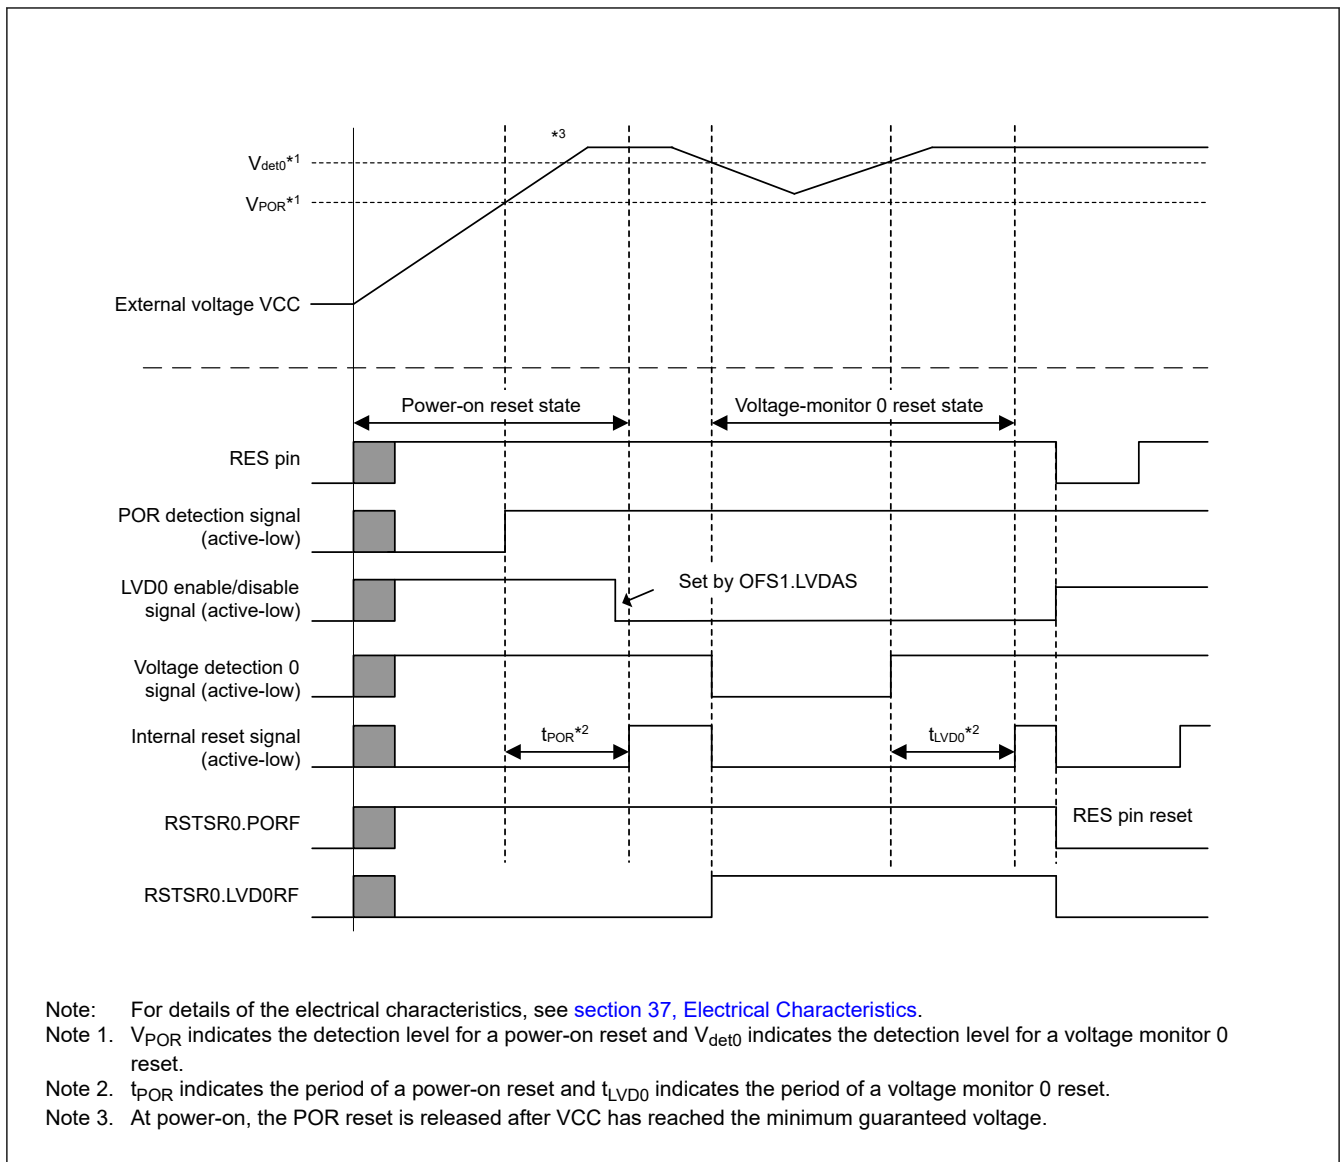 *3
Vdet0*1
VPOR*1
External voltage VCC
Power-on reset state
Voltage-monitor 0 reset state
RES pin
POR detection signal
(active-low)
LVD0 enable/disable
signal (active-low)
Set by OFS1.LVDAS
Voltage detection 0
signal (active-low)
Internal reset signal
(active-low)
tPOR*2
tLVD0*2
RSTSR0.PORF
RES pin reset
RSTSR0.LVD0RF
Note: For details of the electrical characteristics, see section 37, Electrical Characteristics.
Note 1. VPOR indicates the detection level for a power-on reset and Vdet0 indicates the detection level for a voltage monitor 0
reset.
Note 2. tPOR indicates the period of a power-on reset and tLVD0 indicates the period of a voltage monitor 0 reset.
Note 3. At power-on, the POR reset is released after VCC has reached the minimum guaranteed voltage.